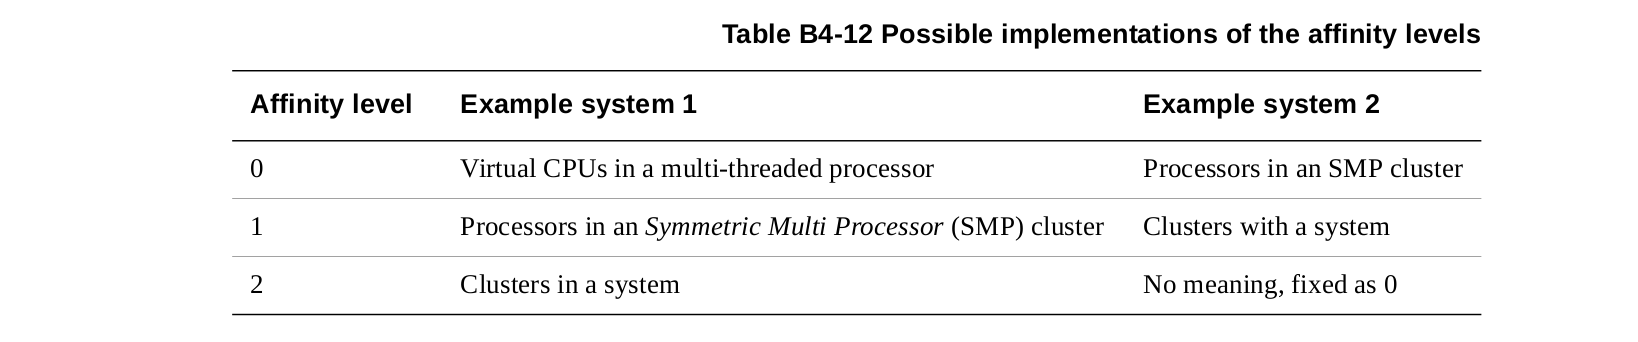 Table B4-12 Possible implementations of the affinity levels
Affinity level Example system 1 Example system 2
0 Virtual CPUs in a multi-threaded processor Processors in an SMP cluster
1 Processors in an Symmetric Multi Processor (SMP) cluster Clusters with a system
2 Clusters in a system No meaning, fixed as 0